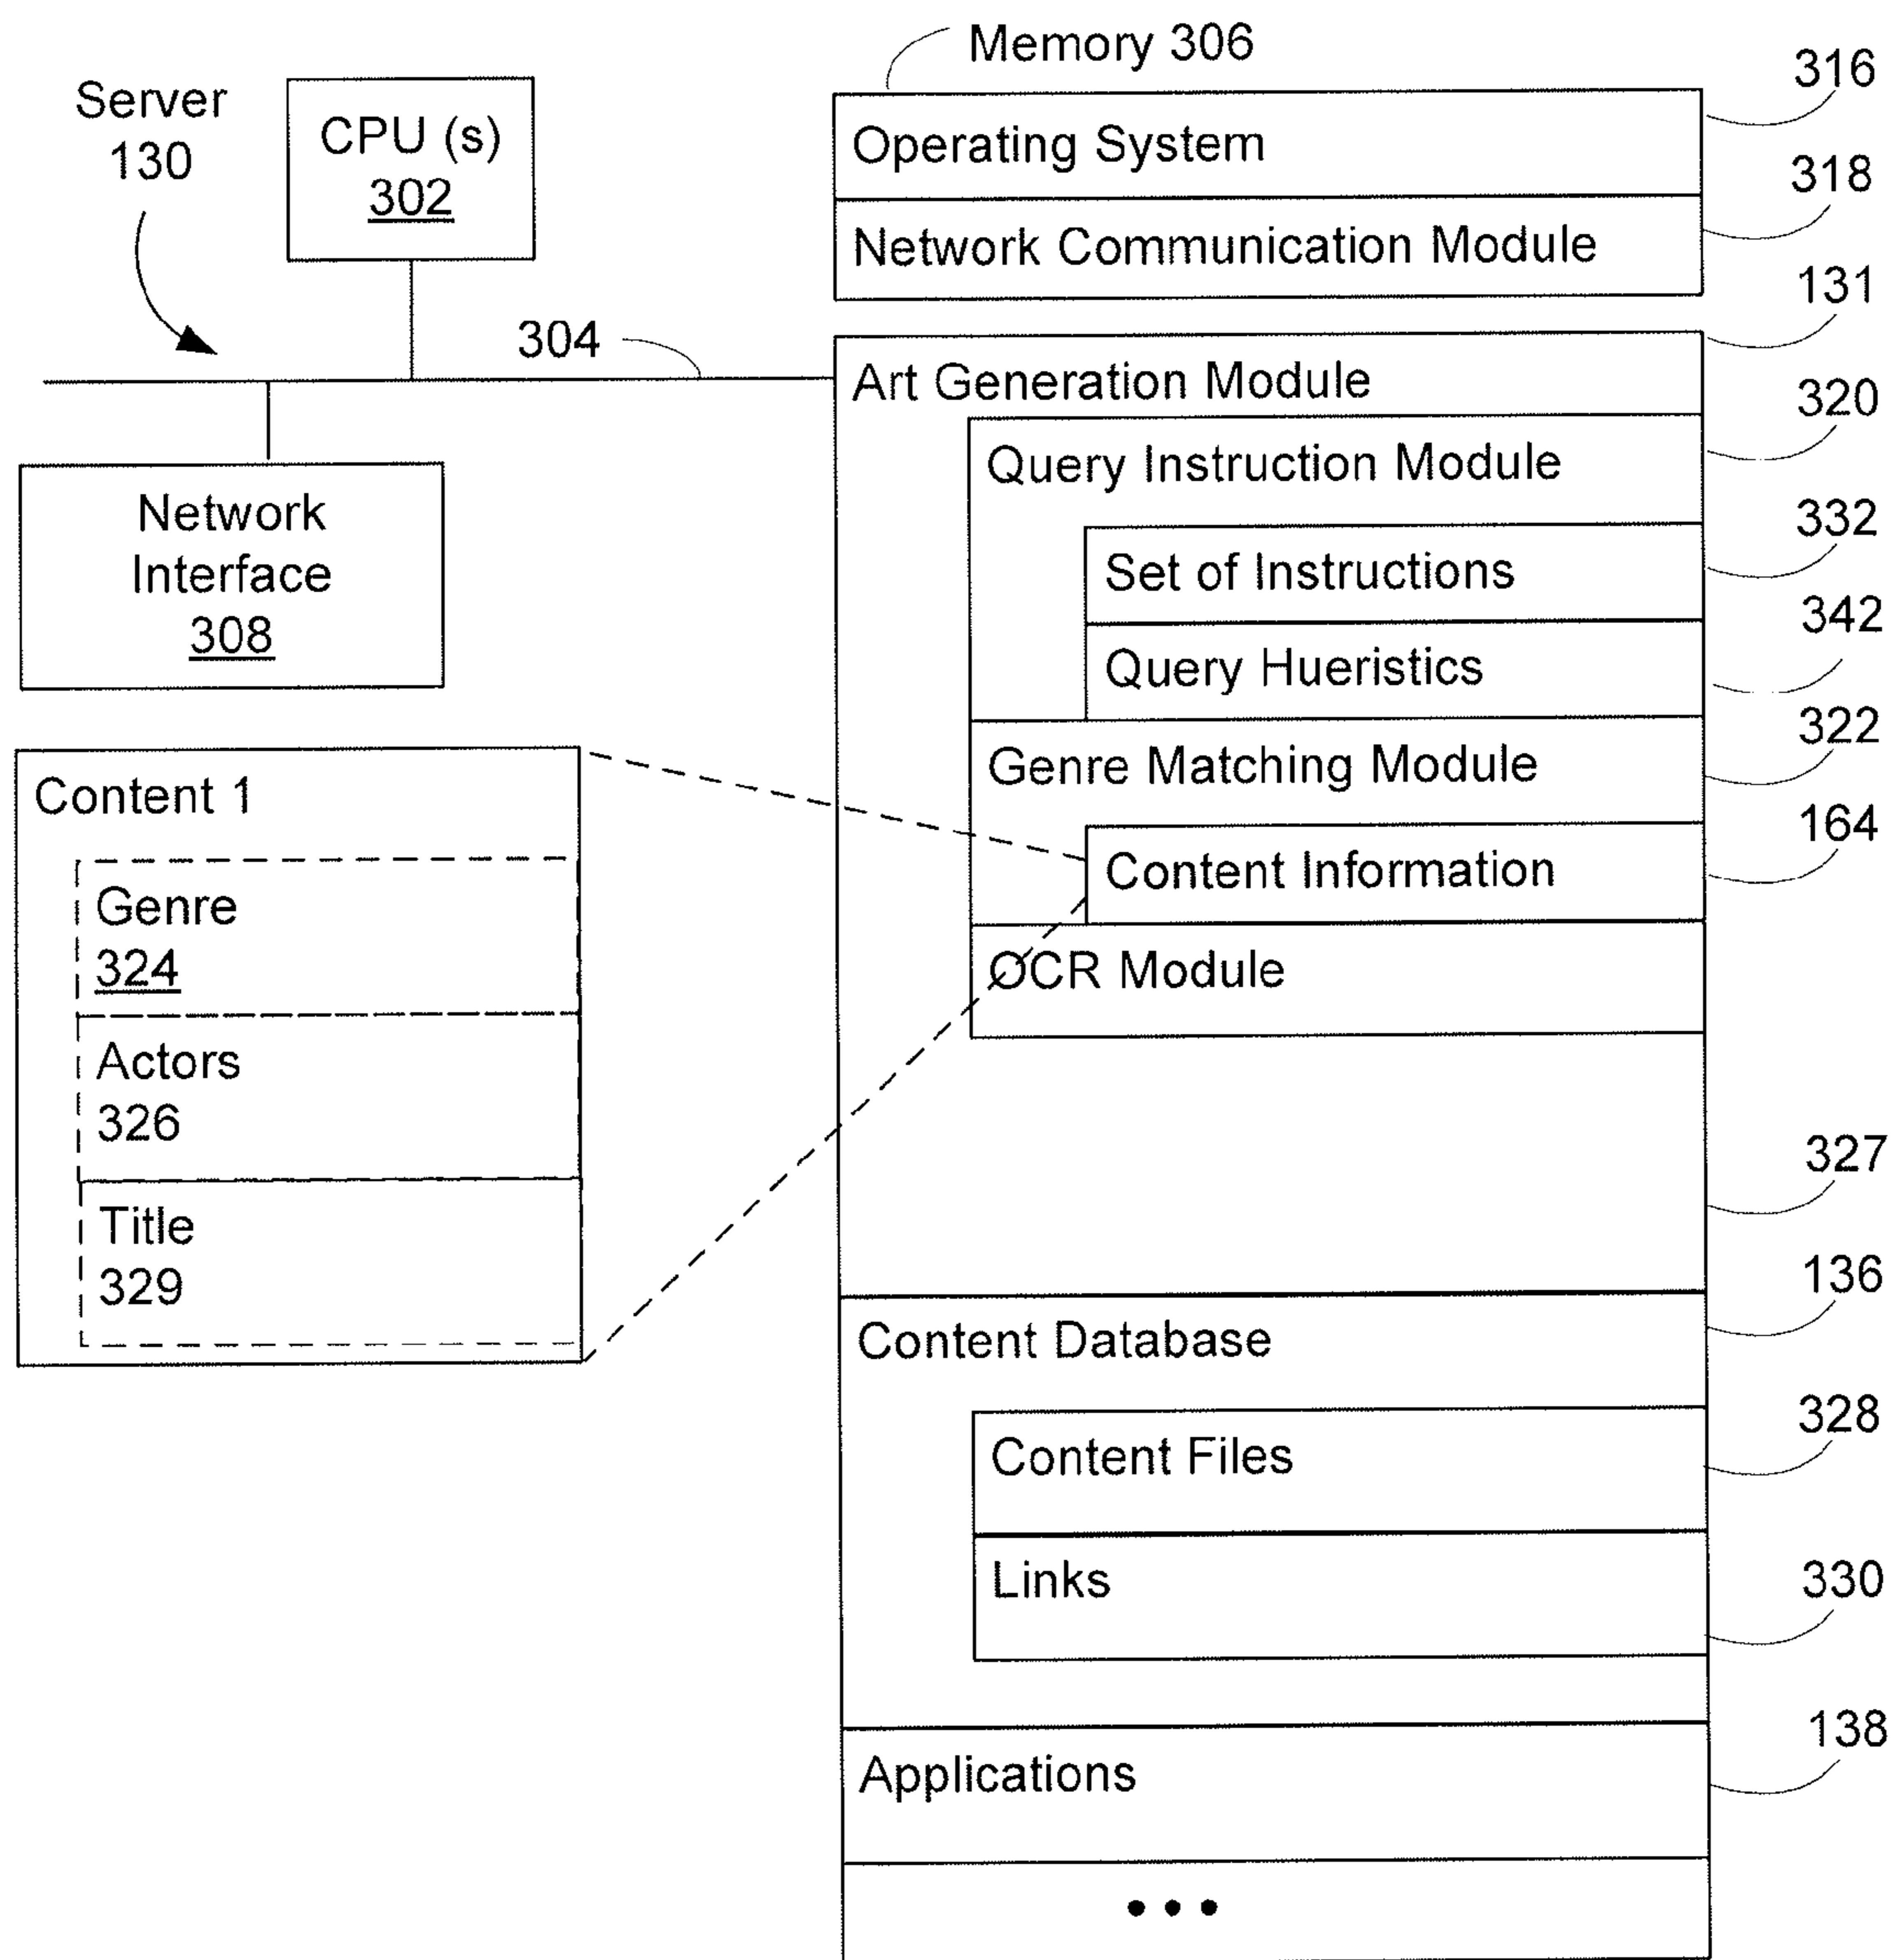 Memory 306
316
Server
130
CPU (s)
302
Operating System
318
Network Communication Module
131
304
Art Generation Module
320
Query Instruction Module
Network
Interface
308
332
Set of Instructions
342
Query Hueristics
322
Genre Matching Module
164
Content Information
OCR Module
Content 1
Genre
324
Actors
326
Title
329
327
136
Content Database
328
Content Files
330
Links
138
Applications
• • •